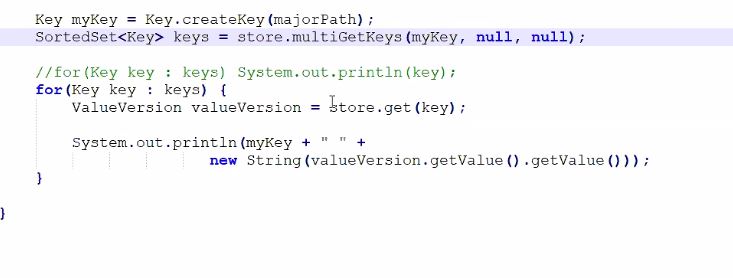 Key myKey = Key.createKey(majorPath);
SortedSet<Key> keys = store.multiGetKeys(myKey, null, null);
//for(Key key : keys) System.out.println(key);
for(Key key : keys) {
ValueVersion valueVersion = store.get(key);
System.out.println(myKey + " " +
new String(valueVersion.getValue().getValue()));
}
}